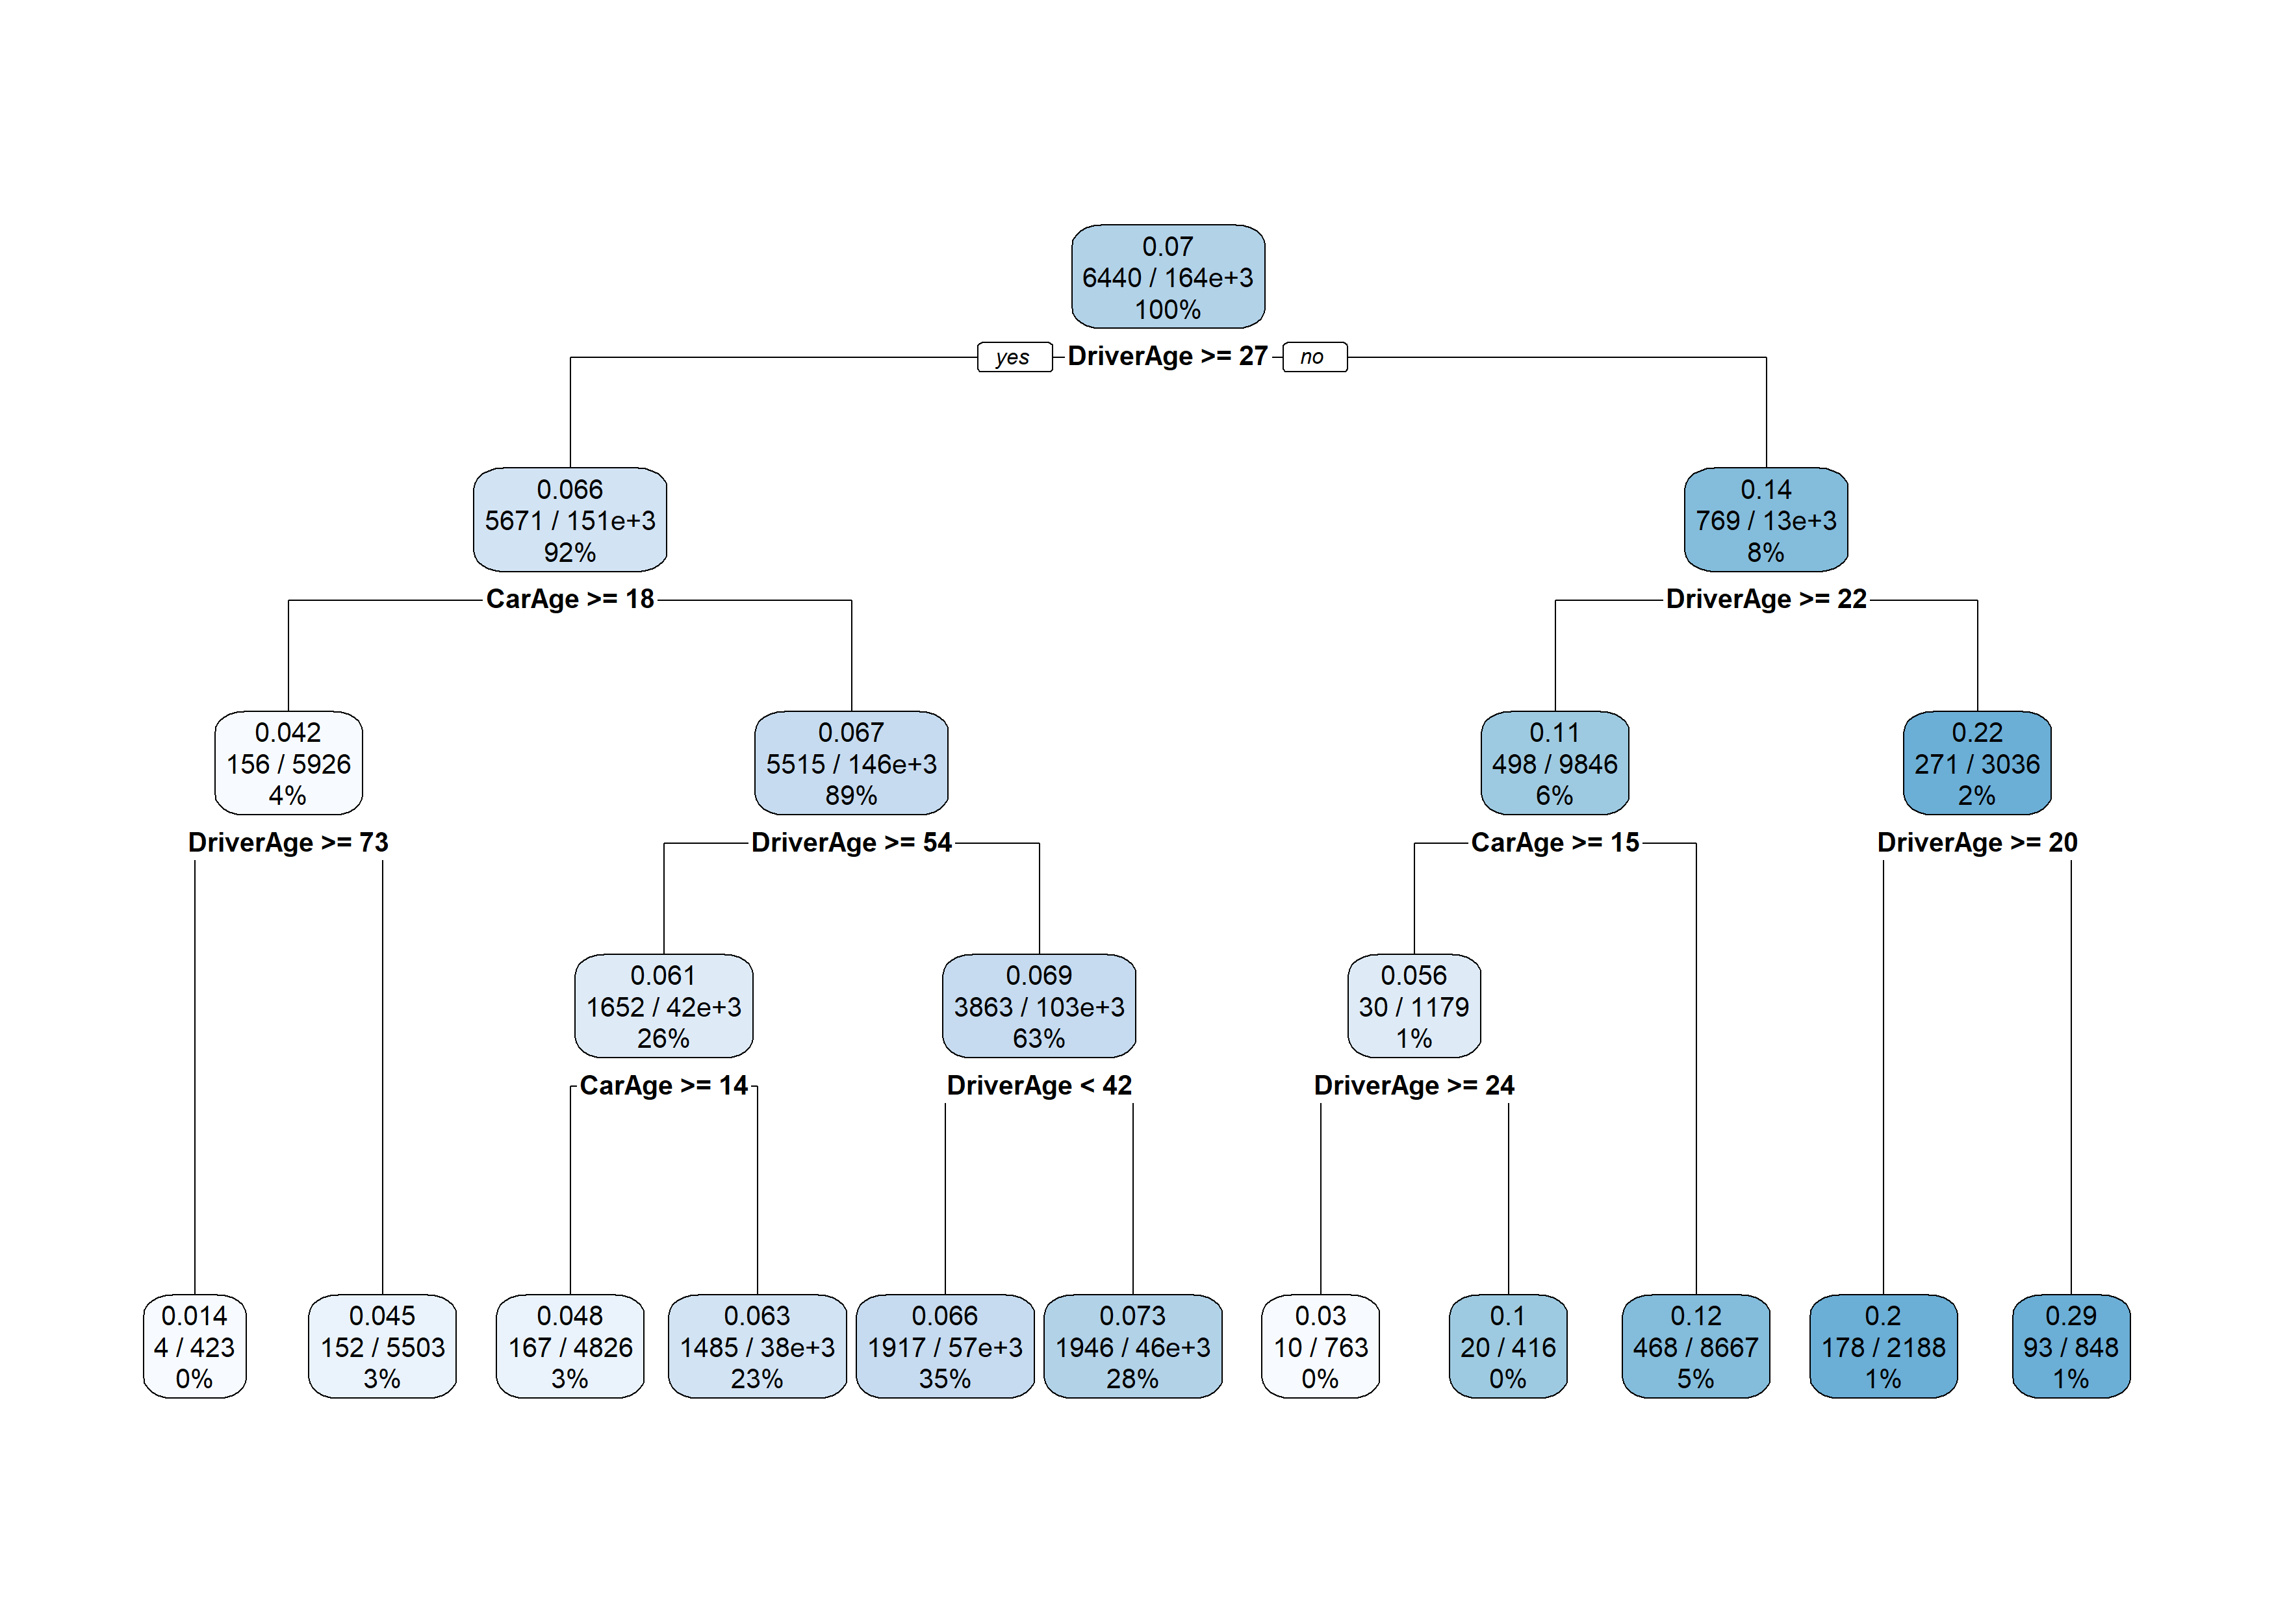 0.07
6440 / 164e+3
100%
yes
DriverAge >= 27
no
0.066
5671 / 151e+3
92%
0.14
769 / 13e+3
8%
CarAge >= 18
DriverAge >= 22
0.042
156 / 5926
4%
0.067
5515 / 146e+3
89%
0.11
498 / 9846
6%
0.22
271 / 3036
2%
DriverAge >= 73
DriverAge >= 54
CarAge >= 15
DriverAge >= 20
0.061
1652 / 42e+3
26%
0.069
3863 / 103e+3
63%
0.056
30 / 1179
1%
CarAge >= 14
DriverAge < 42
DriverAge >= 24
0.014
4 / 423
0%
0.045
152 / 5503
3%
0.048
167 / 4826
3%
0.063
1485 / 38e+3
23%
0.066
1917 / 57e+3
35%
0.073
1946 / 46e+3
28%
0.03
10 / 763
0%
0.1
20 / 416
0%
0.12
468 / 8667
5%
0.2
178 / 2188
1%
0.29
93 / 848
1%